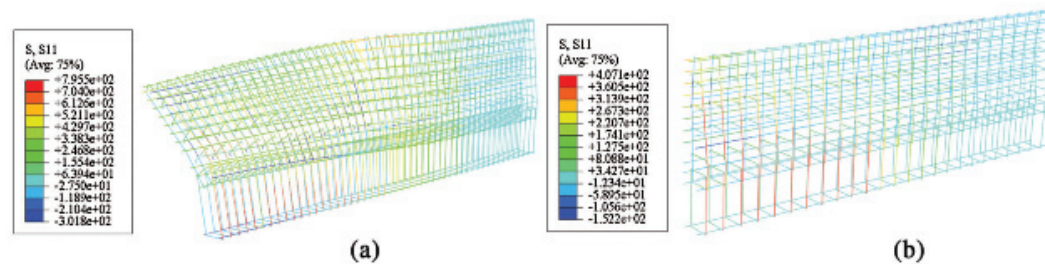 S, S11
(Avg: 75%)
+7.955e+02
+7.040e+02
+6.126e+02
+5.211e+02
+4.297e+02
+3.383e+02
+2.468e+02
+1.554e+02
+6.394e+01
-2.750e+01
-1.189e+02
-2.104e+02
-3.018e+02
(a)
S, S11
(Avg: 75%)
+4.071e+02
+3.605e+02
+3.139e+02
+2.673e+02
+2.207e+02
+1.741e+02
+1.275e+02
+8.088e+01
+3.427e+01
-1.234e+01
-5.895e+01
-1.056e+02
-1.522e+02
(b)